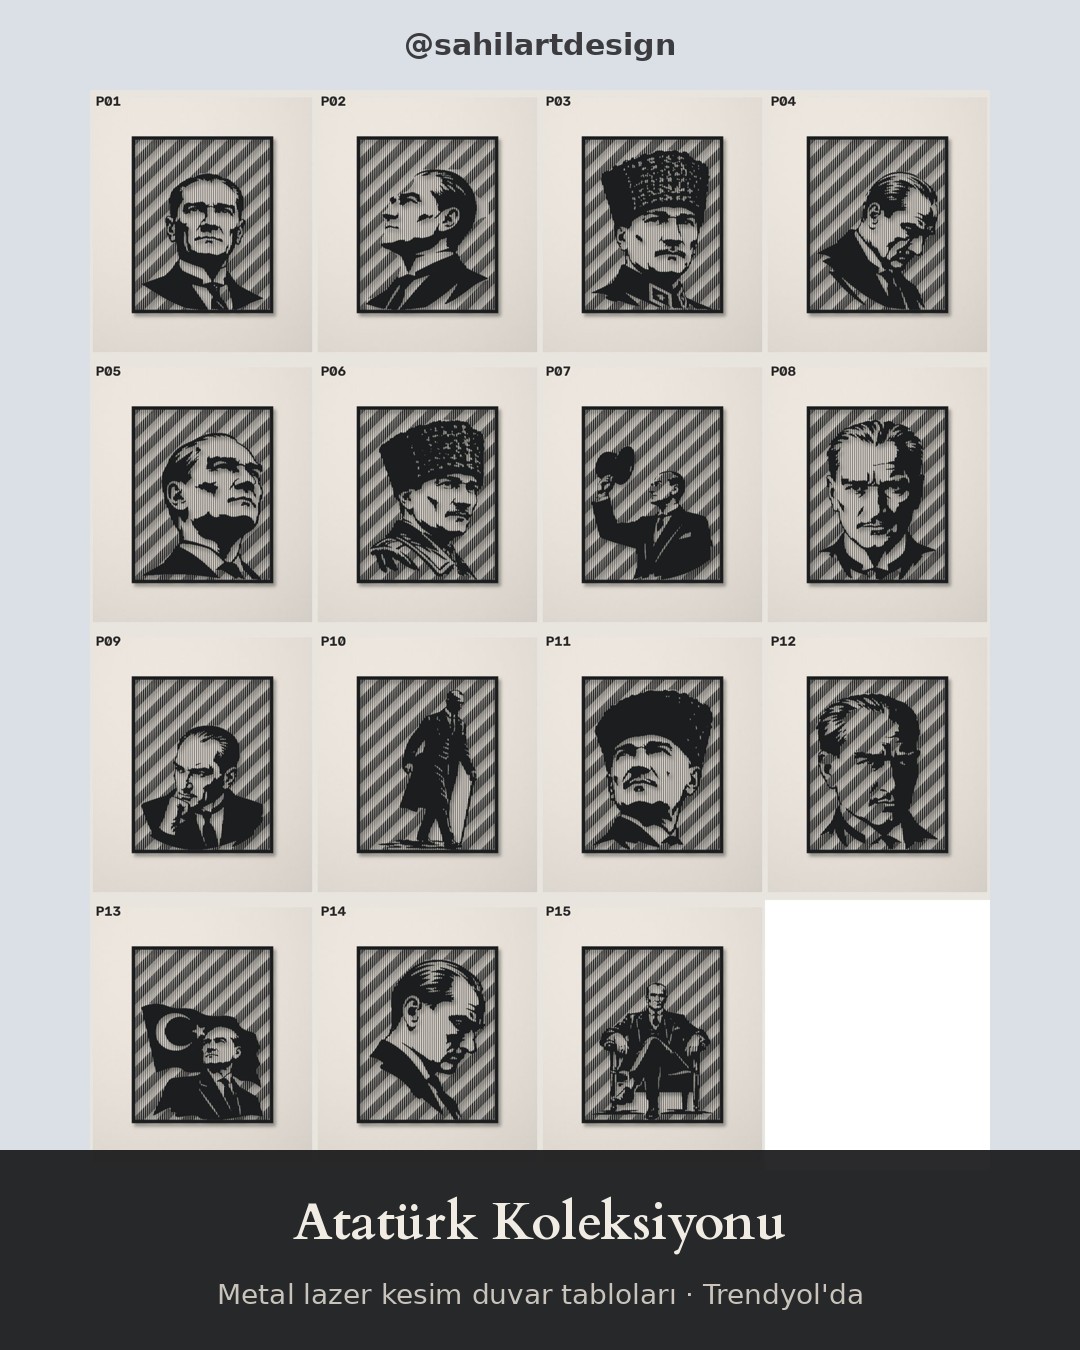 @sahilartdesign
P01
P02
P03
P04
P05
P06
P07
P08
P09
P10
P11
P12
P13
P14
P15
Atatürk Koleksiyonu
Metal lazer kesim duvar tabloları · Trendyol'da